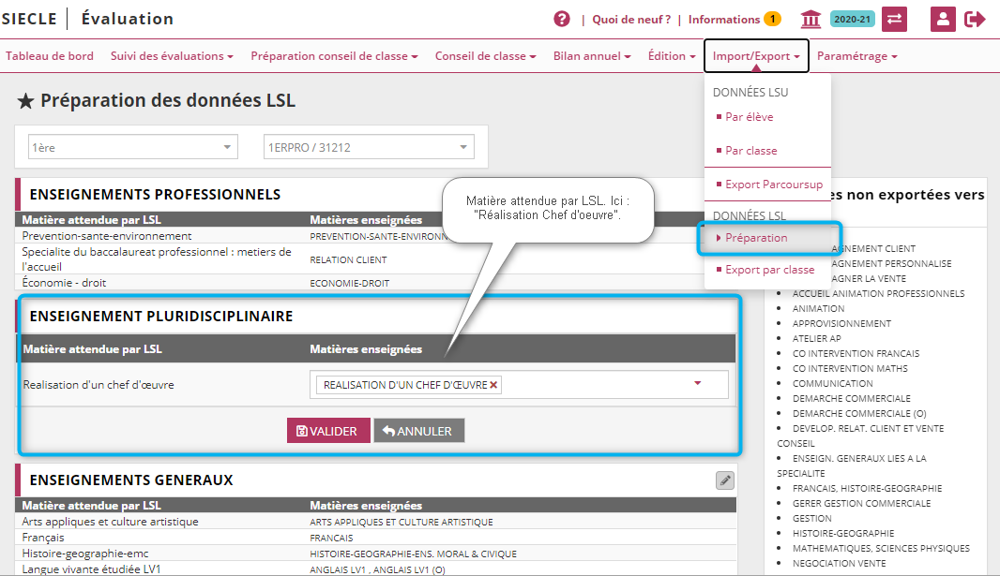 SIECLE Évaluation
? | Quoi de neuf ? | Informations 1 2020-21
Tableau de bord Suivi des évaluations Préparation conseil de classe Conseil de classe Bilan annuel Édition Import/Export Paramétrage
DONNÉES LSU
Par élève
Par classe
Export Parcoursup
DONNÉES LSL
Préparation
Export par classe
★ Préparation des données LSL
1ère 1ERPRO / 31212
Matière attendue par LSL. Ici :
"Réalisation Chef d'oeuvre".
ENSEIGNEMENTS PROFESSIONNELS
Matière attendue par LSL Matières enseignées
Prevention-sante-environnement PREVENTION-SANTE-ENVIRONN
Specialite du baccalaureat professionnel : metiers de
l'accueil RELATION CLIENT
Économie - droit ECONOMIE-DROIT
ENSEIGNEMENT PLURIDISCIPLINAIRE
Matière attendue par LSL Matières enseignées
Realisation d'un chef d'œuvre REALISATION D'UN CHEF D'ŒUVRE ×
VALIDER ANNULER
ENSEIGNEMENTS GENERAUX
Matière attendue par LSL Matières enseignées
Arts appliques et culture artistique ARTS APPLIQUES ET CULTURE ARTISTIQUE
Français FRANCAIS
Histoire-geographie-emc HISTOIRE-GEOGRAPHIE-ENS. MORAL & CIVIQUE
Langue vivante étudiée LV1 ANGLAIS LV1 , ANGLAIS LV1 (O)
es non exportées vers
AGNEMENT CLIENT
AGNEMENT PERSONNALISE
AGNER LA VENTE
• ACCUEIL ANIMATION PROFESSIONNELS
• ANIMATION
• APPROVISIONNEMENT
• ATELIER AP
• CO INTERVENTION FRANCAIS
• CO INTERVENTION MATHS
• COMMUNICATION
• DEMARCHE COMMERCIALE
• DEMARCHE COMMERCIALE (O)
• DEVELOP. RELAT. CLIENT ET VENTE
CONSEIL
• ENSEIGN. GENERAUX LIES A LA
SPECIALITE
• FRANCAIS, HISTOIRE-GEOGRAPHIE
• GERER GESTION COMMERCIALE
• GESTION
• HISTOIRE-GEOGRAPHIE
• MATHEMATIQUES, SCIENCES PHYSIQUES
• NEGOCIATION VENTE